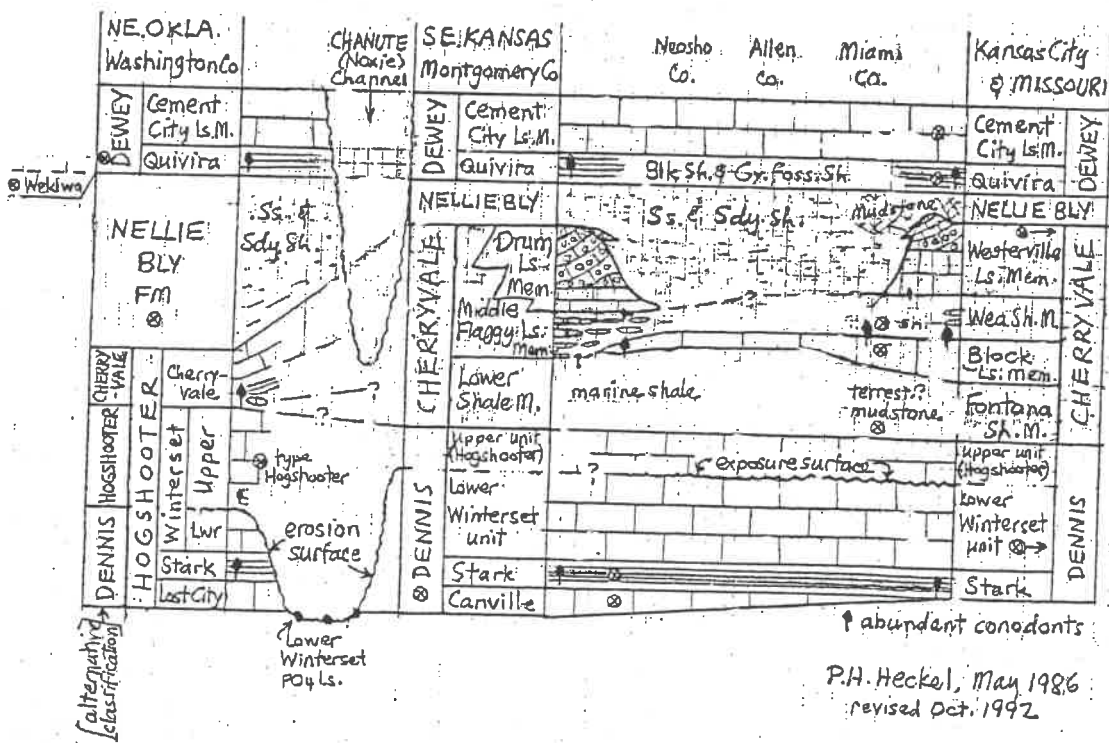 NE. OKLA.
Washington Co
CHANUTE
(Noxie)
Channel
S E. KANSAS
Montgomery Co
Neosho
Co.
Allen
Co.
Miami
Co.
Kansas City
& MISSOURI
DEWEY
Cement
City Ls. M.
Quivira
DEWEY
Cement
City Ls. M.
Quivira
Blk. Sh. & Gy. foss. Sh.
Cement
City Ls. M.
Quivira
DEWEY
Wekiwa
NELLIE
BLY
FM
Ss. &
Sdy Sh.
NELLIE BLY
Ss. & Sdy Sh.
mudstone
NELLIE BLY
CHERRYVALE
Drum
Ls.
Mem.
Middle
Flaggy Ls.
Mem
Lower
Shale M.
?
sh.
marine shale
terrest.?
mudstone
Westerville
Ls. Mem.
Wea Sh. M.
Block
Ls. Mem.
Fontana
Sh. M.
CHERRYVALE
CHERRY
-VALE
HOGSHOOTER
DENNIS
HOGSHOOTER
Cherry-
vale
Winterset
Upper
Lwr
Stark
Lost City
?
?
type
Hogshooter
erosion
surface
Lower
Winterset
PO4 Ls.
DENNIS
Upper unit
(Hogshooter)
Lower
Winterset
unit
Stark
Canville
?
exposure surface
Upper unit
(Hogshooter)
Lower
Winterset
unit
Stark
DENNIS
[alternative
classification]
abundant conodonts
P.H. Heckel, May 1986
revised Oct. 1992